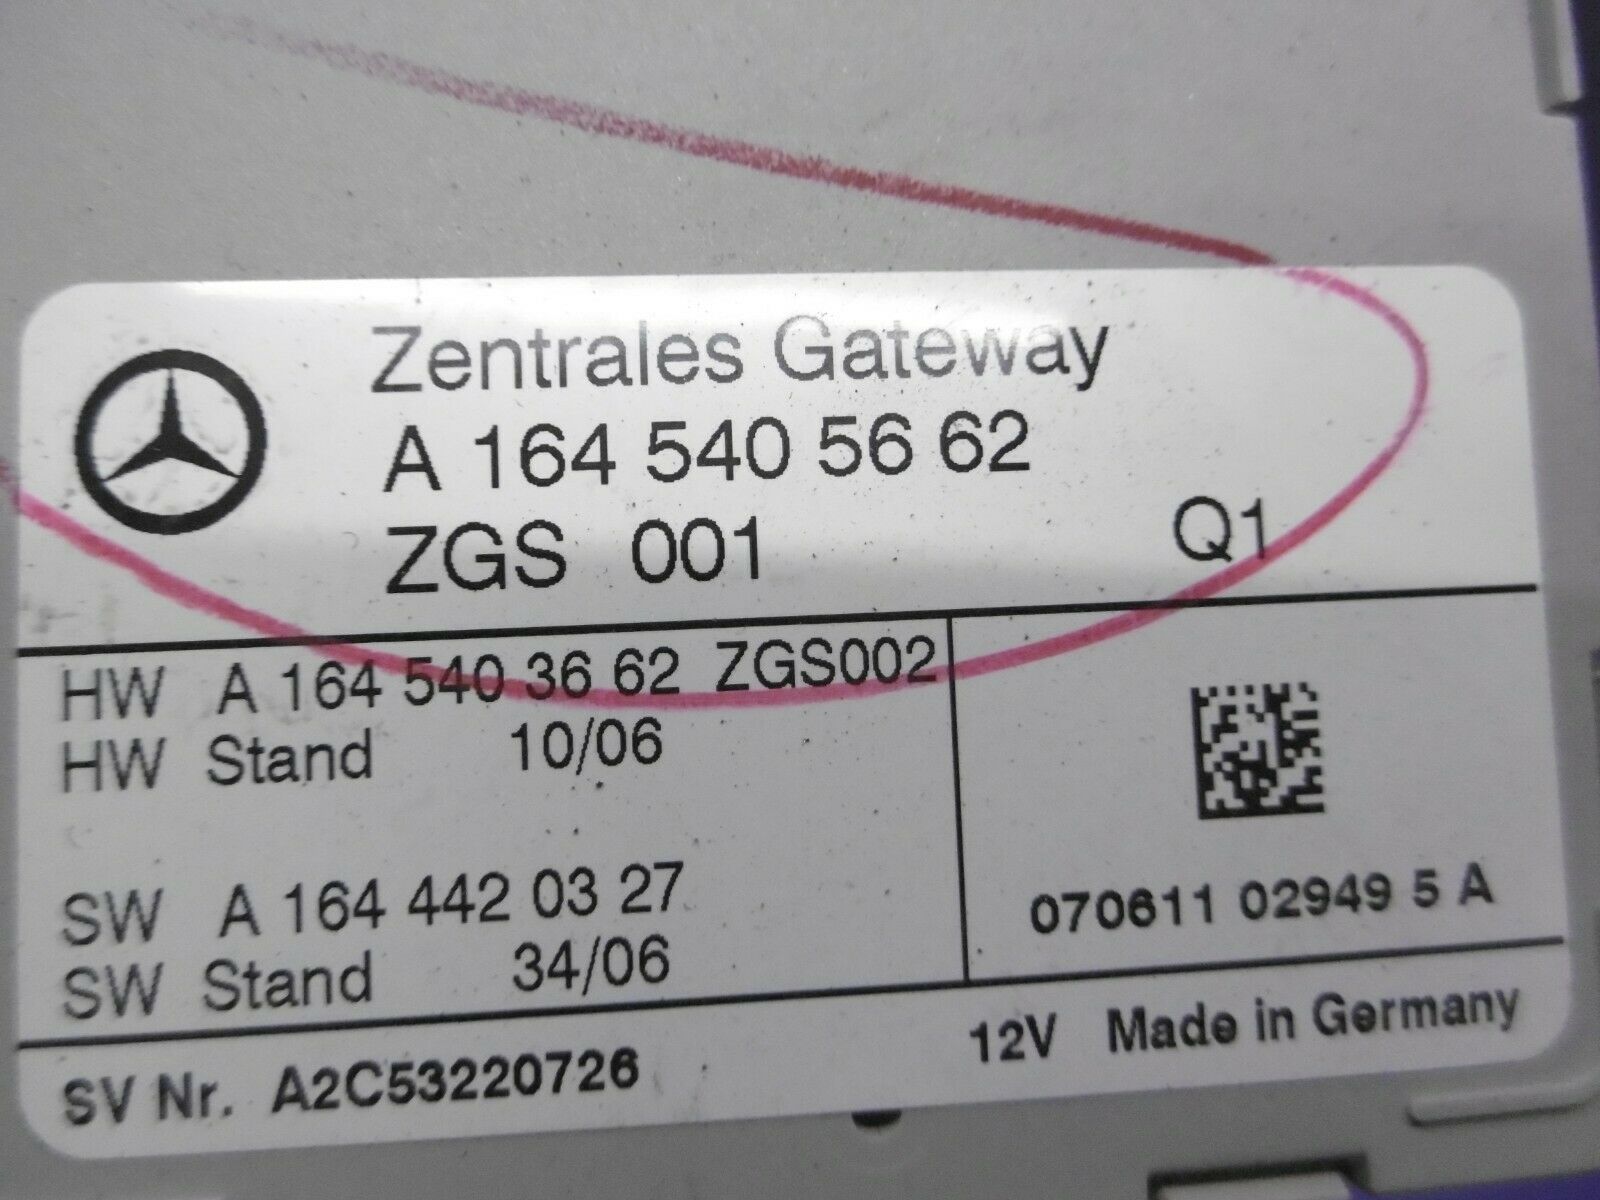 Zentrales Gateway
A 164 540 56 62
ZGS 001 Q1
HW A 164 540 36 62 ZGS002
HW Stand 10/06
SW A 164 442 03 27
SW Stand 34/06
070611 02949 5 A
SV Nr. A2C53220726
12V Made in Germany